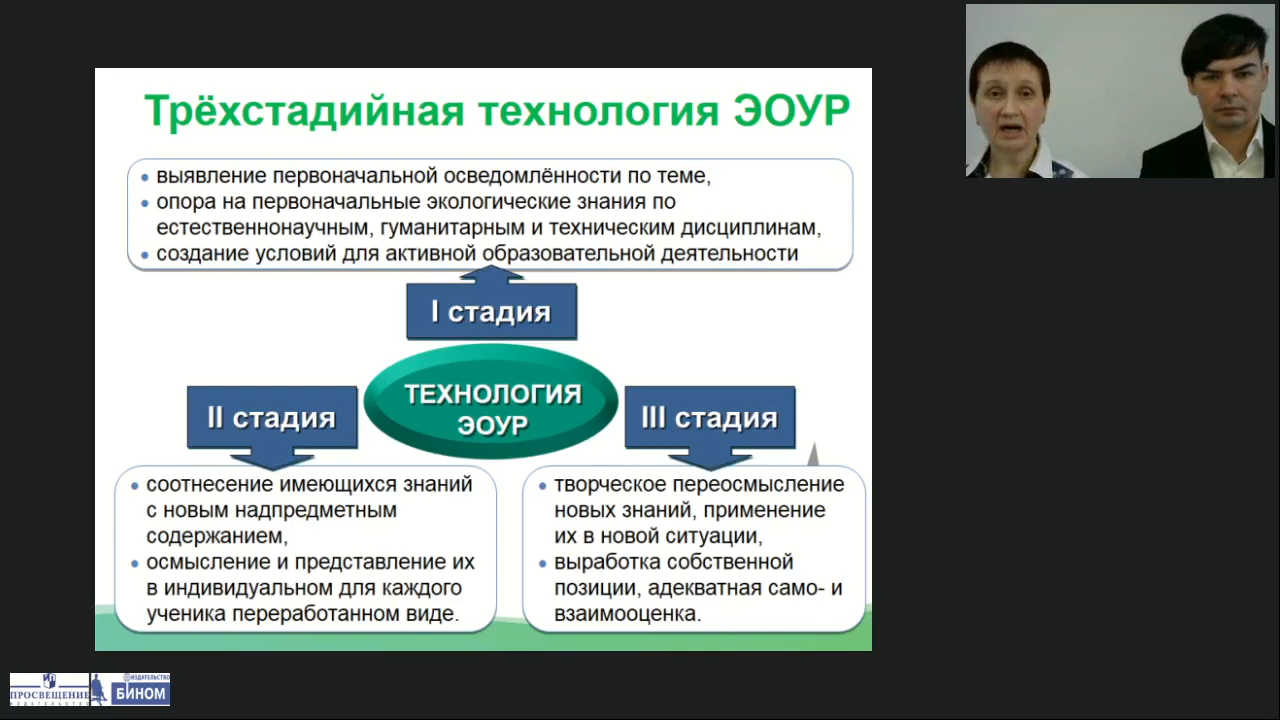 Трёхстадийная технология ЭОУР
• выявление первоначальной осведомлённости по теме,
• опора на первоначальные экологические знания по
естественнонаучным, гуманитарным и техническим дисциплинам,
• создание условий для активной образовательной деятельности
I стадия
ТЕХНОЛОГИЯ
ЭОУР
II стадия
III стадия
• соотнесение имеющихся знаний
с новым надпредметным
содержанием,
• осмысление и представление их
в индивидуальном для каждого
ученика переработанном виде.
• творческое переосмысление
новых знаний, применение
их в новой ситуации,
• выработка собственной
позиции, адекватная само- и
взаимооценка.
ПРОСВЕЩЕНИЕ
ИЗДАТЕЛЬСТВО
ИЗДАТЕЛЬСТВО
БИНОМ